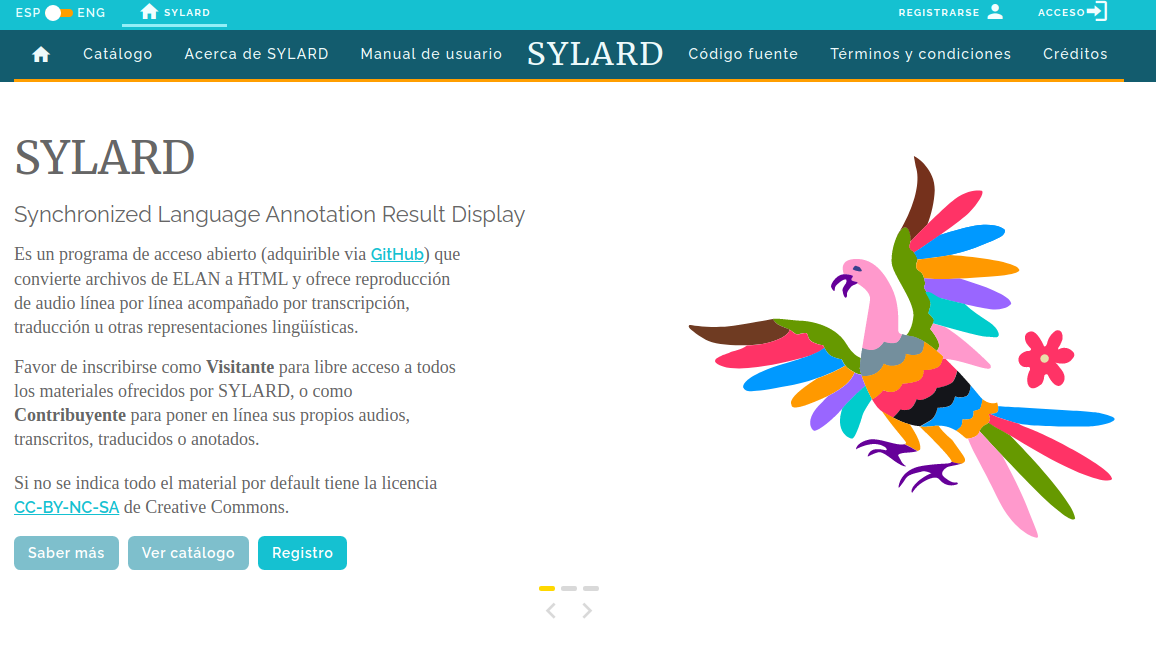 ESP ENG SYLARD REGISTRARSE ACCESO
Catálogo Acerca de SYLARD Manual de usuario SYLARD Código fuente Términos y condiciones Créditos
SYLARD
Synchronized Language Annotation Result Display
Es un programa de acceso abierto (adquirible via GitHub) que
convierte archivos de ELAN a HTML y ofrece reproducción
de audio línea por línea acompañado por transcripción,
traducción u otras representaciones lingüísticas.
Favor de inscribirse como Visitante para libre acceso a todos
los materiales ofrecidos por SYLARD, o como
Contribuyente para poner en línea sus propios audios,
transcritos, traducidos o anotados.
Si no se indica todo el material por default tiene la licencia
CC-BY-NC-SA de Creative Commons.
Saber más Ver catálogo Registro